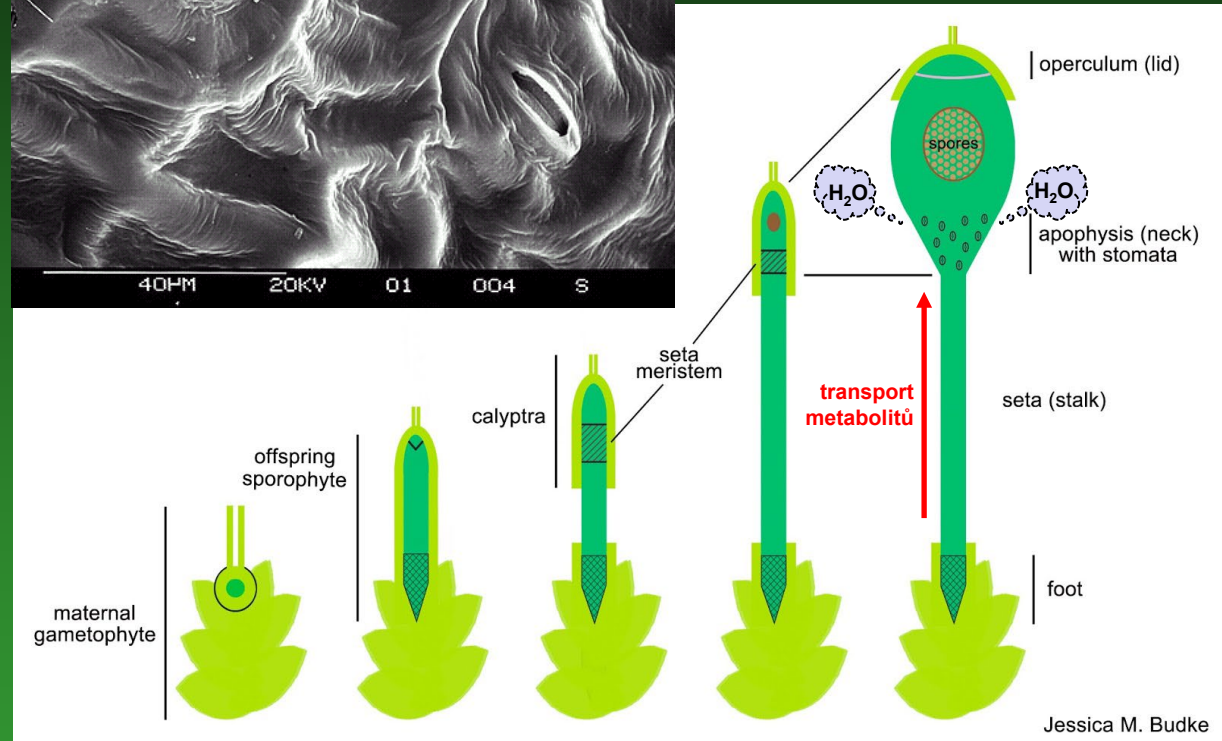 40µM 20KV 01 004 S
operculum (lid)
spores
H₂O
H₂O
apophysis (neck)
with stomata
seta
meristem
transport
metabolitů
seta (stalk)
calyptra
offspring
sporophyte
maternal
gametophyte
foot
Jessica M. Budke